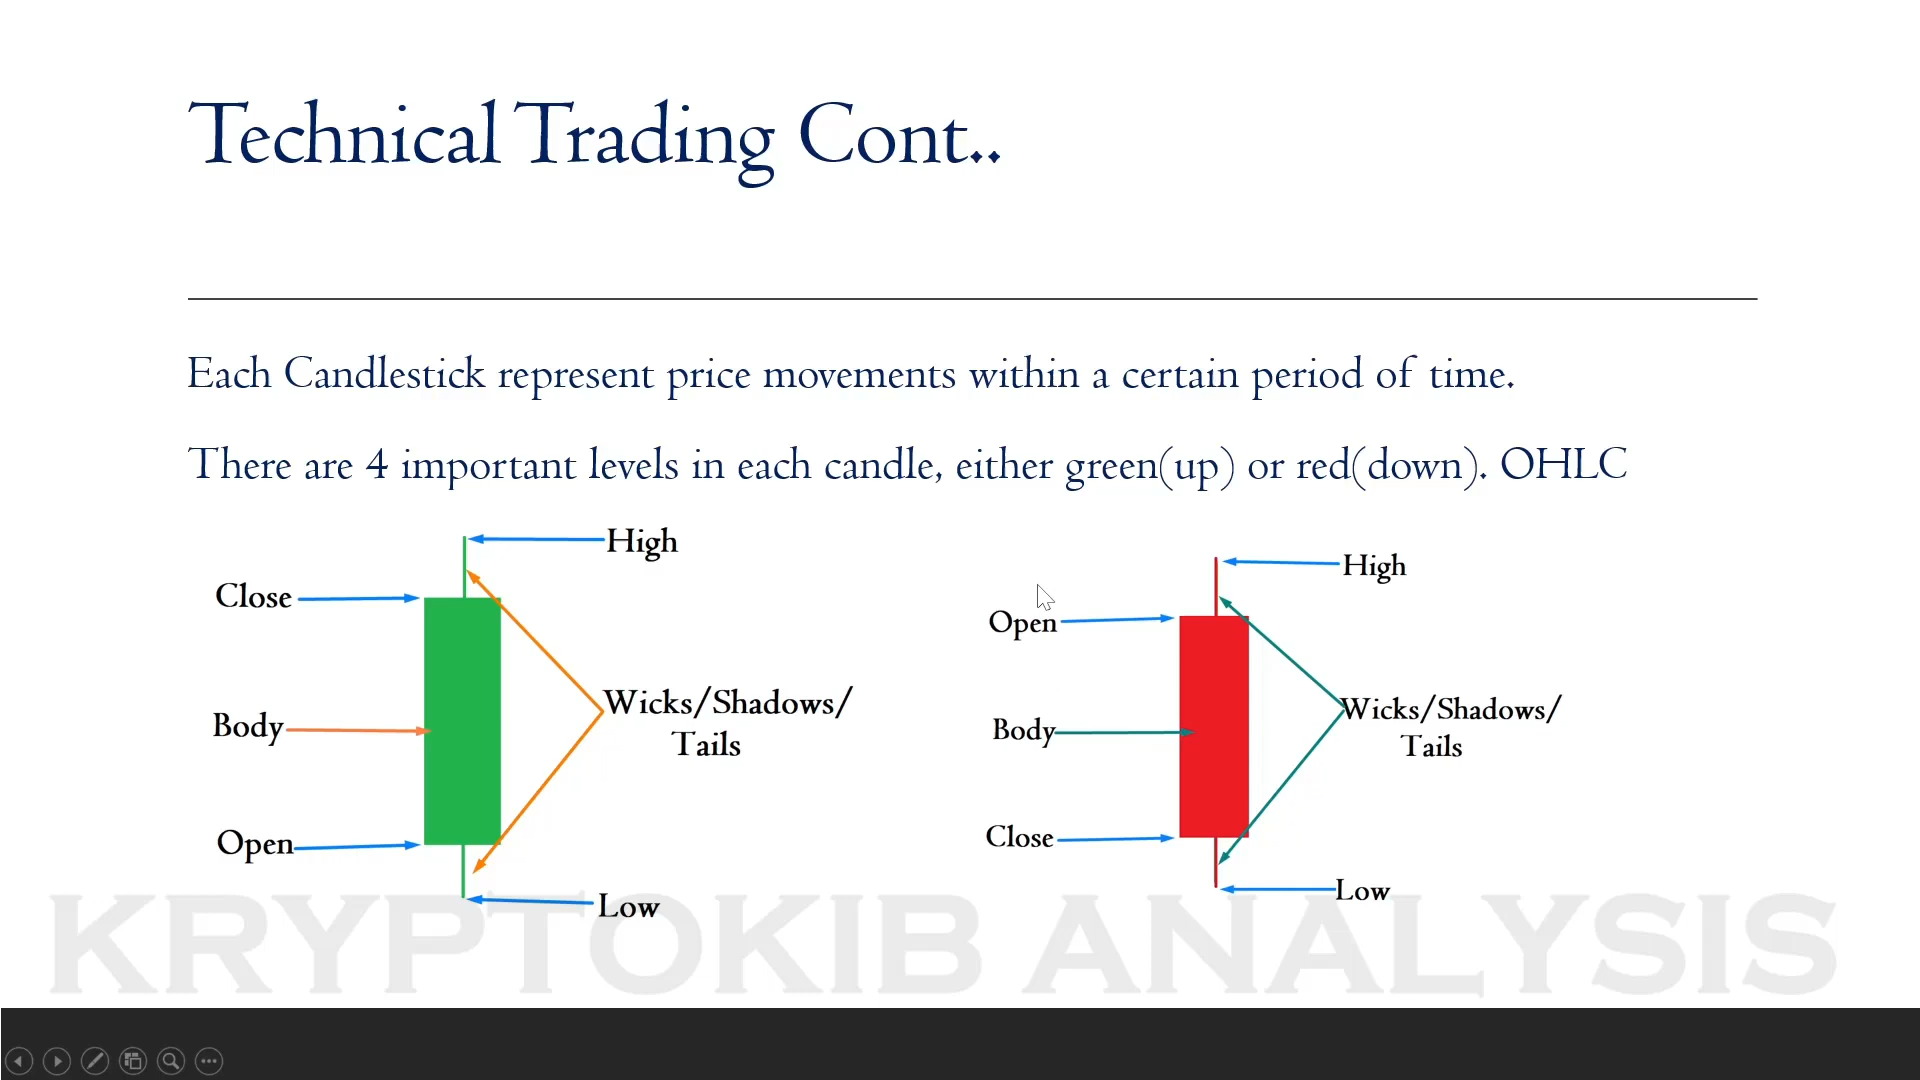 Technical Trading Cont..
Each Candlestick represent price movements within a certain period of time.
There are 4 important levels in each candle, either green(up) or red(down). OHLC
High
Close
Wicks/Shadows/
Tails
Body
Open
Low
High
Open
Wicks/Shadows/
Tails
Body
Close
Low
KRYPTOKIB ANALYSIS